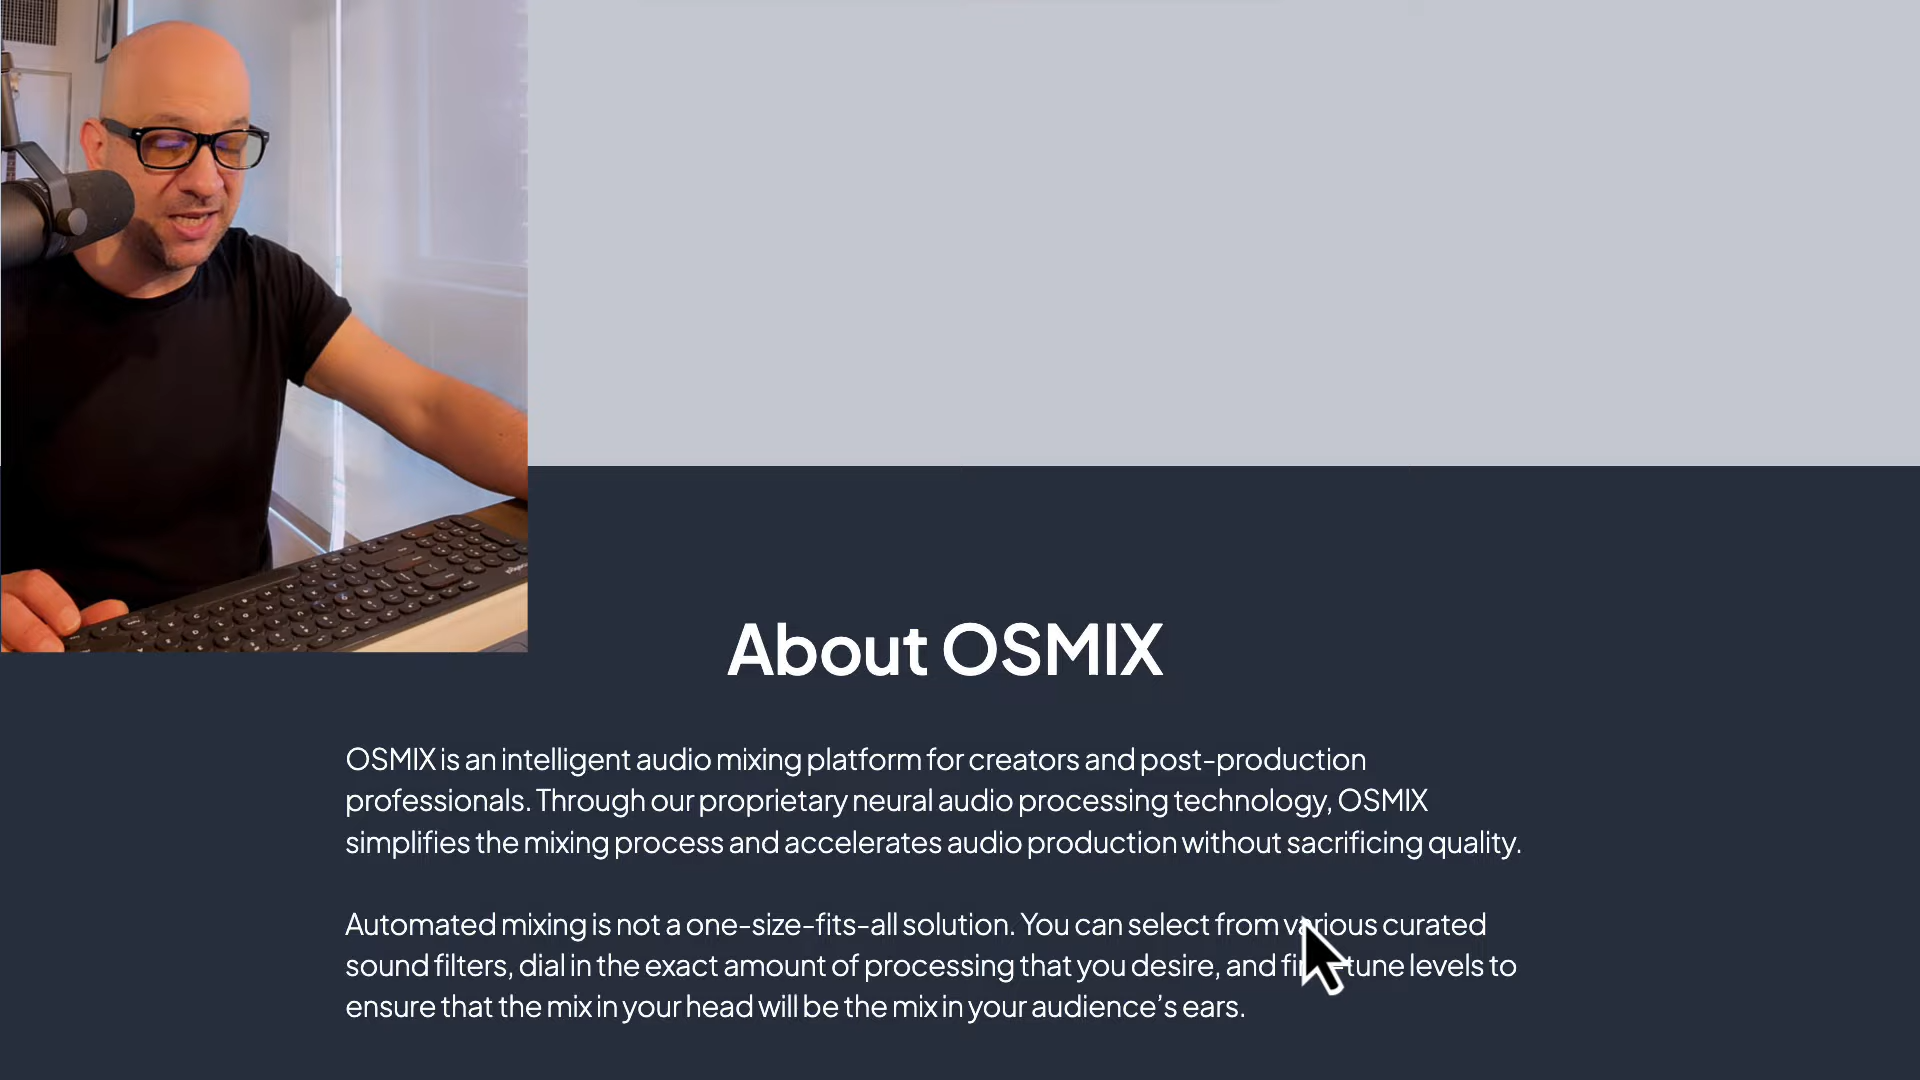 About OSMIX
OSMIX is an intelligent audio mixing platform for creators and post-production
professionals. Through our proprietary neural audio processing technology, OSMIX
simplifies the mixing process and accelerates audio production without sacrificing quality.
Automated mixing is not a one-size-fits-all solution. You can select from various curated
sound filters, dial in the exact amount of processing that you desire, and fine-tune levels to
ensure that the mix in your head will be the mix in your audience’s ears.